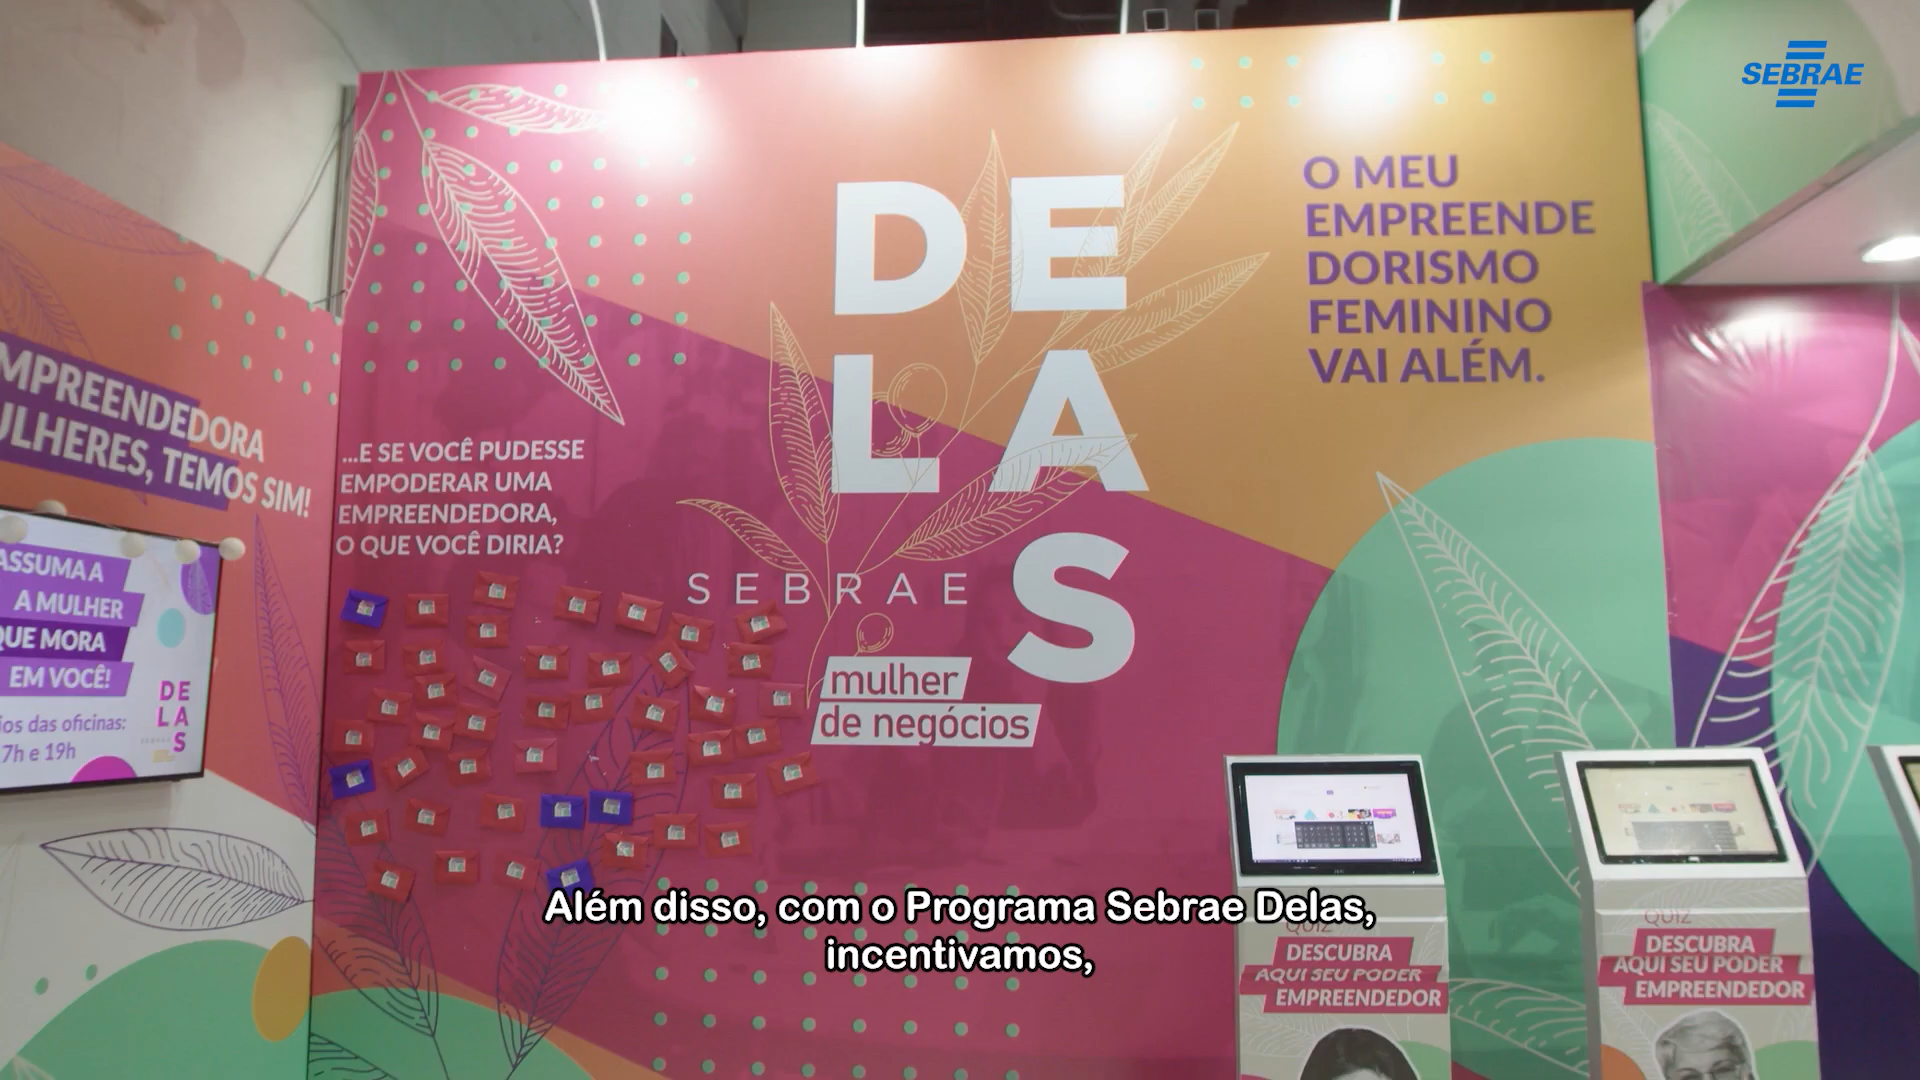 SEBRAE
O MEU
EMPREENDE
DORISMO
FEMININO
VAI ALÉM.
DE
LA
S
SEBRAE
mulher
de negócios
...E SE VOCÊ PUDESSE
EMPODERAR UMA
EMPREENDEDORA,
O QUE VOCÊ DIRIA?
MPREENDEDORA
ULHERES, TEMOS SIM!
ASSUMA A
A MULHER
QUE MORA
EM VOCÊ!
DE
LA
S
ios das oficinas:
7h e 19h
Além disso, com o Programa Sebrae Delas,
incentivamos,
QUIZ
DESCUBRA
AQUI SEU PODER
EMPREENDEDOR
QUIZ
DESCUBRA
AQUI SEU PODER
EMPREENDEDOR